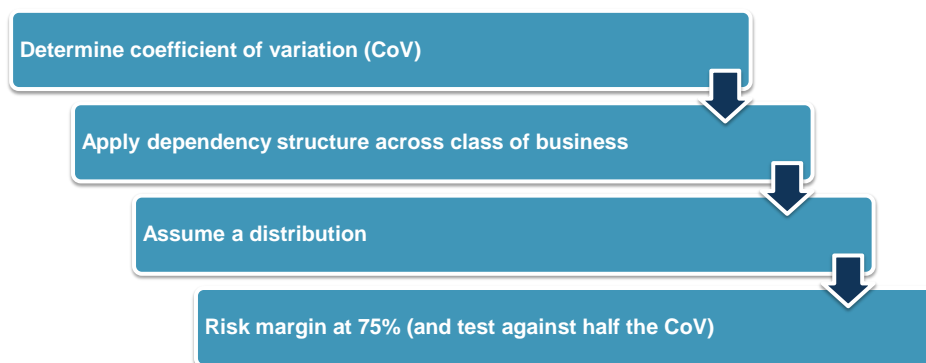 Determine coefficient of variation (CoV)
Apply dependency structure across class of business
Assume a distribution
Risk margin at 75% (and test against half the CoV)